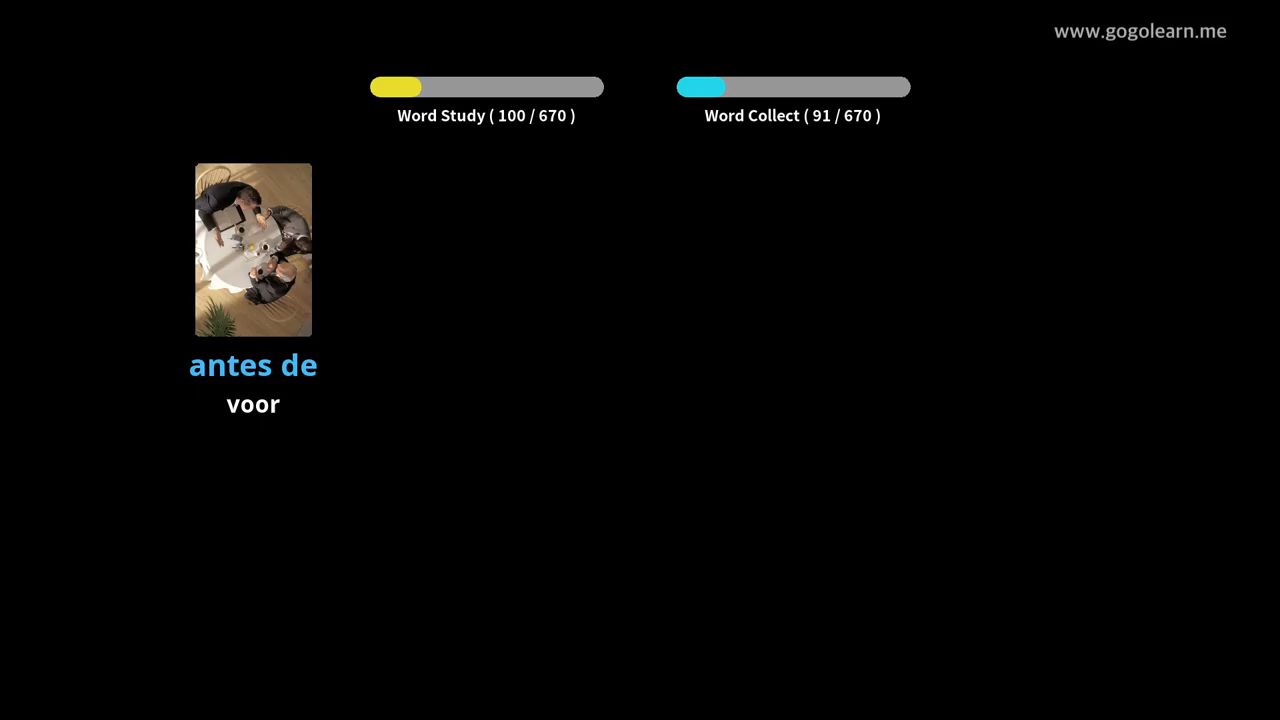 www.gogolearn.me
Word Study ( 100 / 670 )
Word Collect ( 91 / 670 )
antes de
voor